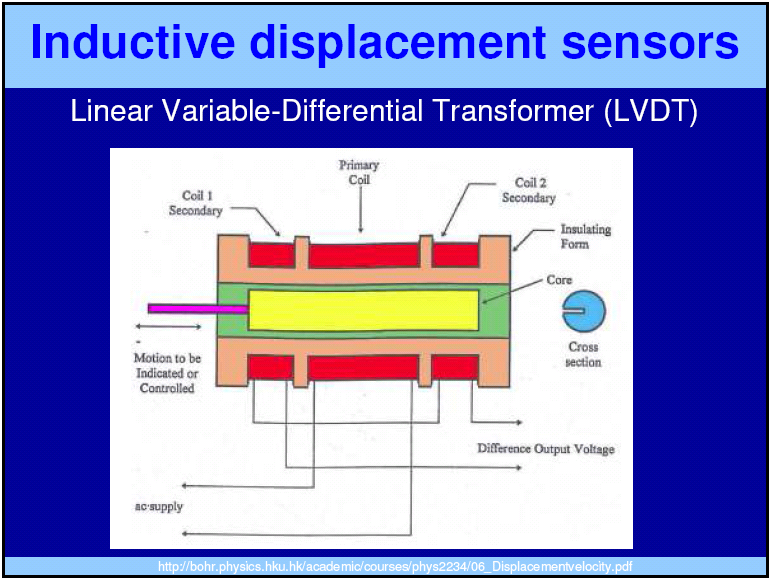 Inductive displacement sensors
Linear Variable-Differential Transformer (LVDT)
Primary
Coil
Coil 1
Secondary
Coil 2
Secondary
Insulating
Form
Core
Cross
section
Motion to be
Indicated or
Controlled
Difference Output Voltage
ac·supply
http://bohr.physics.hku.hk/academic/courses/phys2234/06_Displacementvelocity.pdf